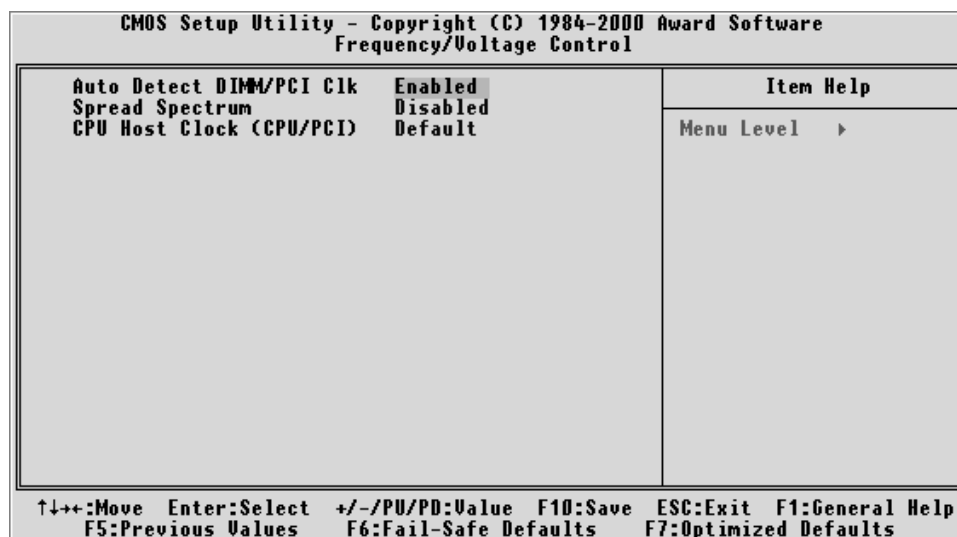 CMOS Setup Utility - Copyright (C) 1984-2000 Award Software
Frequency/Voltage Control
Auto Detect DIMM/PCI Clk Enabled
Spread Spectrum Disabled
CPU Host Clock (CPU/PCI) Default
Item Help
Menu Level ▸
↑↓→←:Move Enter:Select +/-/PU/PD:Value F10:Save ESC:Exit F1:General Help
F5:Previous Values F6:Fail-Safe Defaults F7:Optimized Defaults